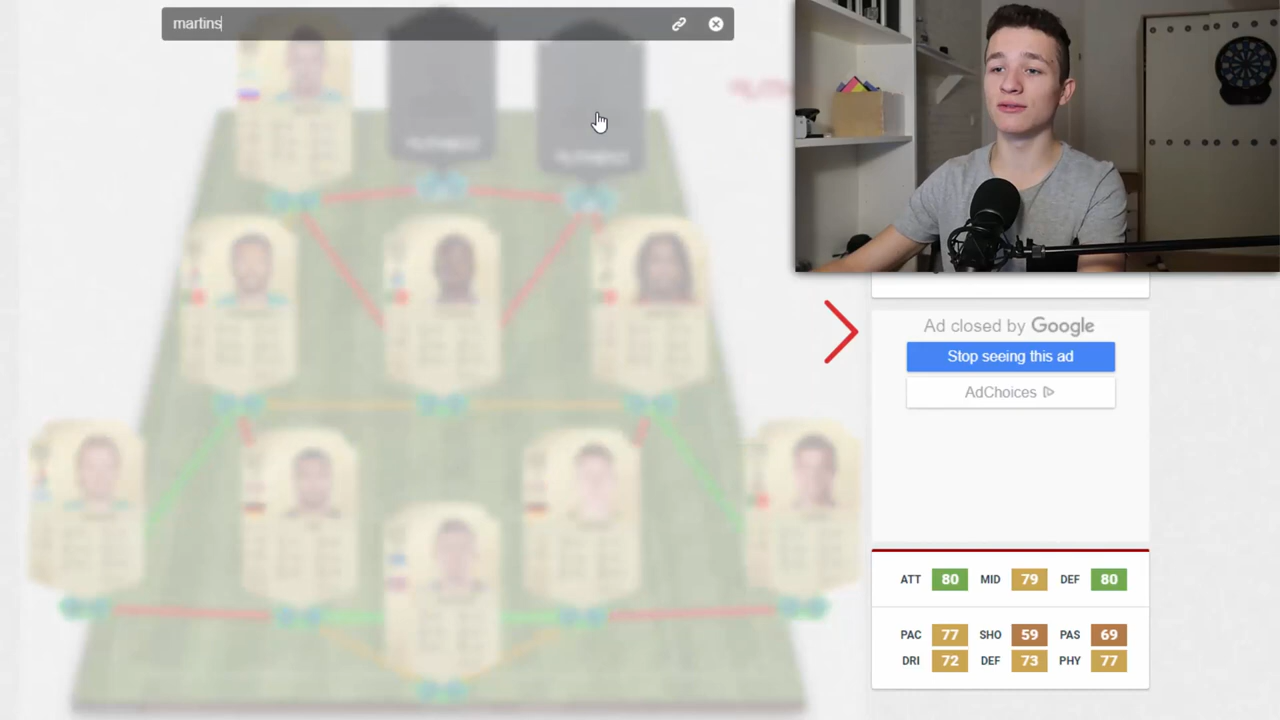 martins
Ad closed by Google
Stop seeing this ad
AdChoices
ATT 80 MID 79 DEF 80
PAC 77 SHO 59 PAS 69
DRI 72 DEF 73 PHY 77